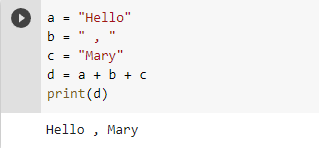 a = "Hello"
b = " , "
c = "Mary"
d = a + b + c
print(d)
Hello , Mary